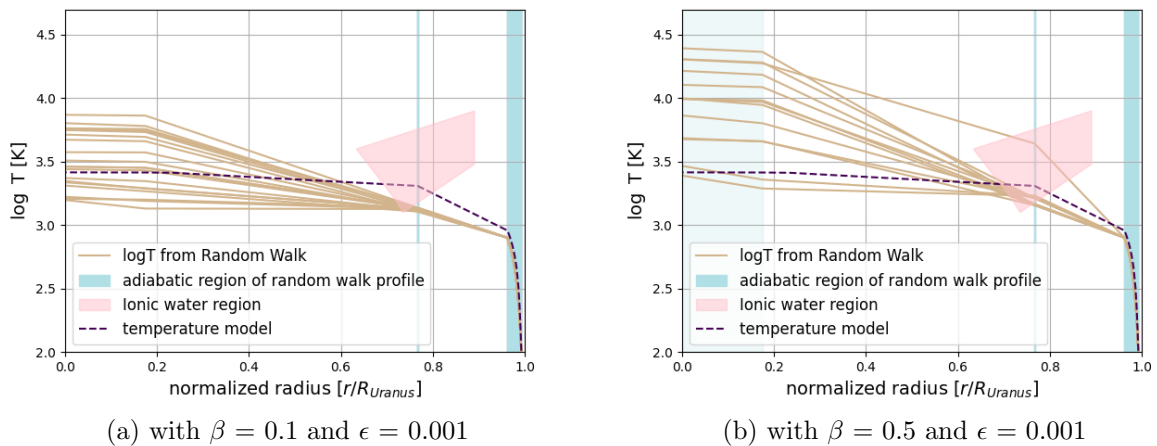 4.5
4.0
3.5
3.0
2.5
2.0
log T [K]
logT from Random Walk
adiabatic region of random walk profile
Ionic water region
temperature model
0.0 0.2 0.4 0.6 0.8 1.0
normalized radius [r/R_Uranus]
(a) with β = 0.1 and ϵ = 0.001
4.5
4.0
3.5
3.0
2.5
2.0
log T [K]
logT from Random Walk
adiabatic region of random walk profile
Ionic water region
temperature model
0.0 0.2 0.4 0.6 0.8 1.0
normalized radius [r/R_Uranus]
(b) with β = 0.5 and ϵ = 0.001